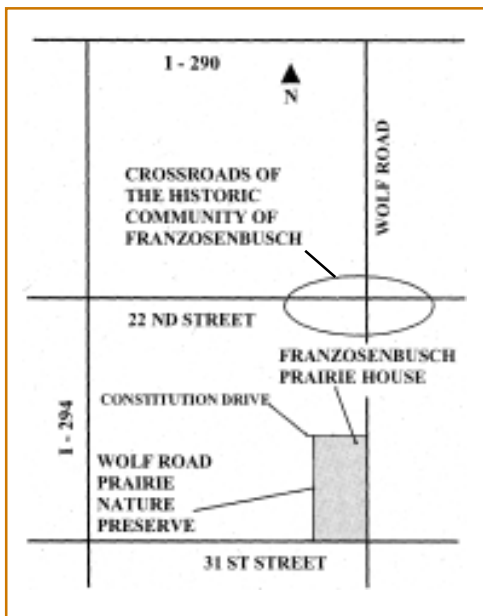 I - 290
N
WOLF ROAD
CROSSROADS OF
THE HISTORIC
COMMUNITY OF
FRANZOSENBUSCH
22 ND STREET
FRANZOSENBUSCH
PRAIRIE HOUSE
CONSTITUTION DRIVE
I - 294
WOLF ROAD
PRAIRIE
NATURE
PRESERVE
31 ST STREET